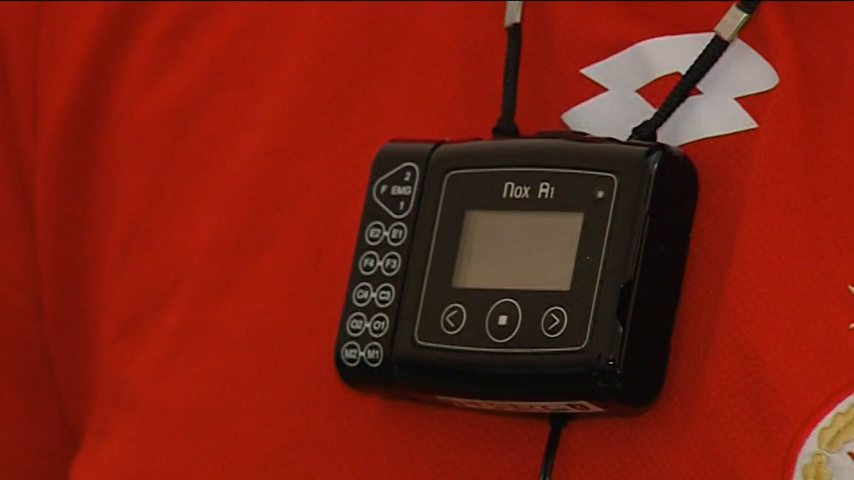 Nox A1
2
F EMG
1
E2 E1
F4 F3
C4 C3
O2 O1
M2 M1